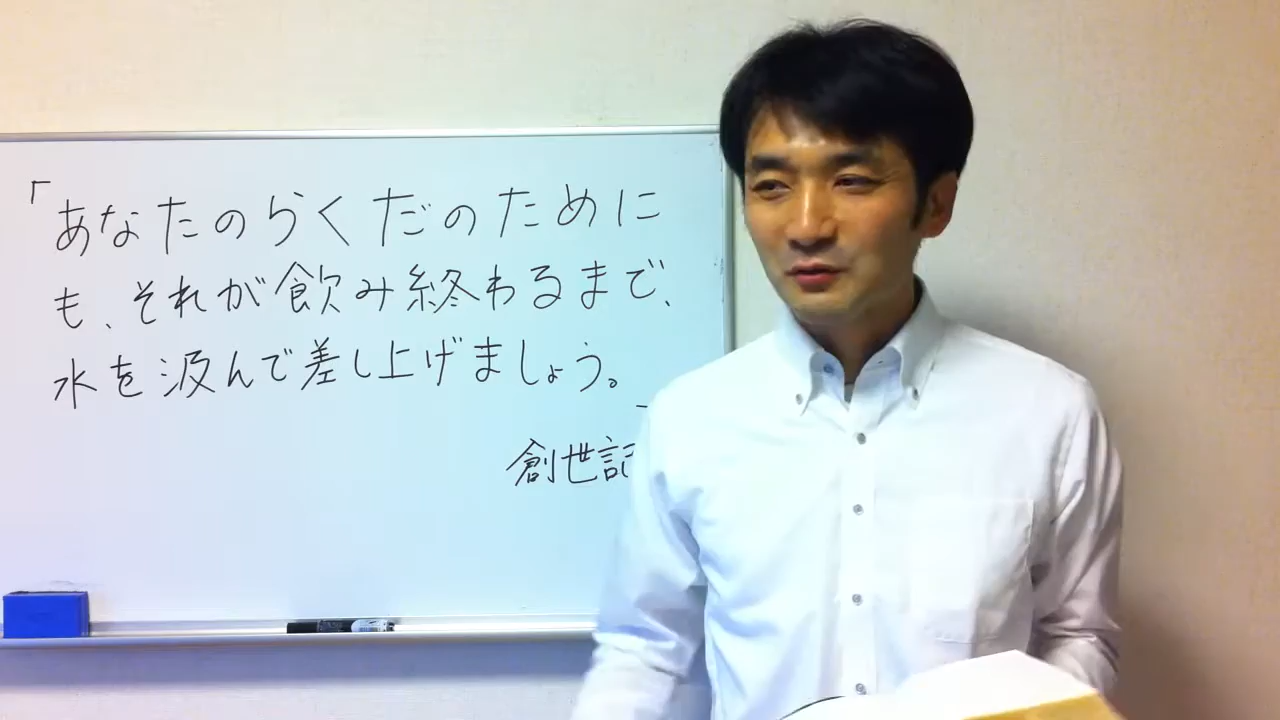 「あなたのらくだのために
も、それが飲み終わるまで、
水を汲んで差し上げましょう。
創世記